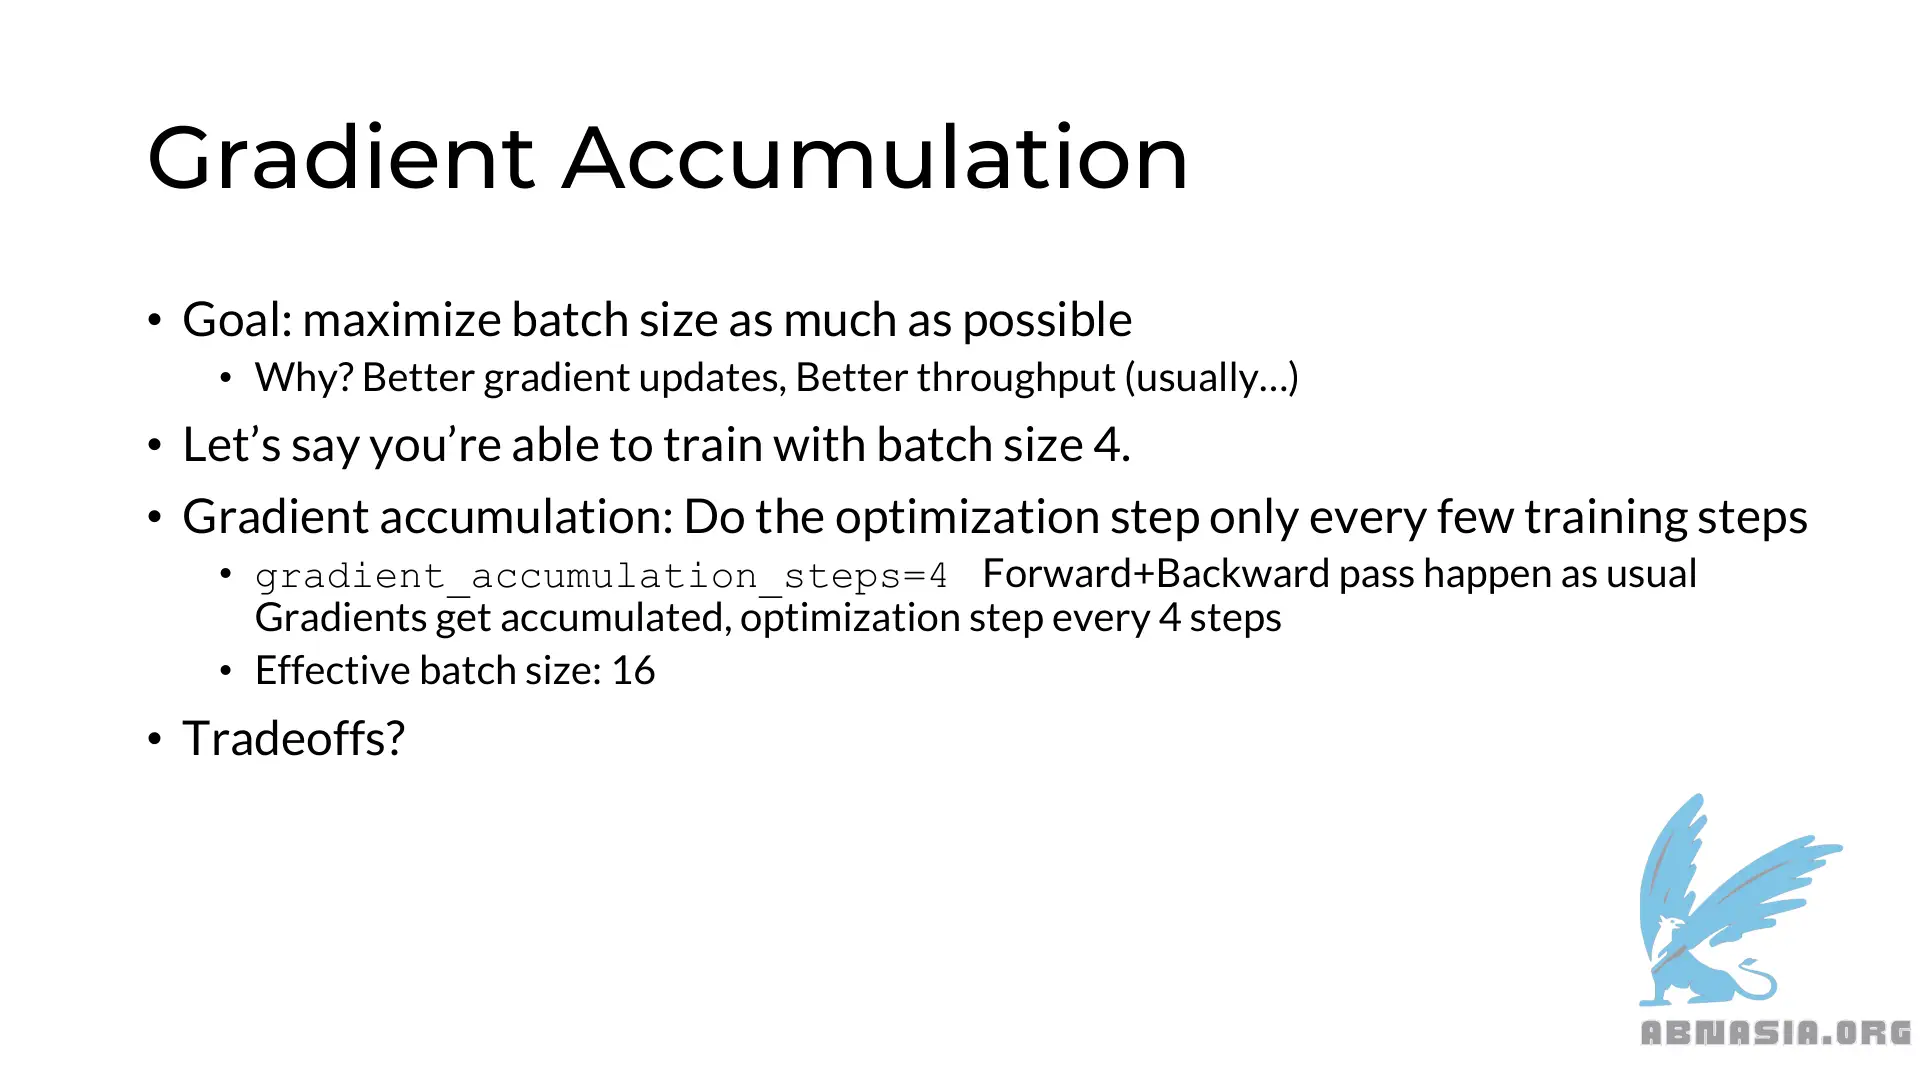 Gradient Accumulation
• Goal: maximize batch size as much as possible
• Why? Better gradient updates, Better throughput (usually…)
• Let’s say you’re able to train with batch size 4.
• Gradient accumulation: Do the optimization step only every few training steps
• gradient_accumulation_steps=4 Forward+Backward pass happen as usual
Gradients get accumulated, optimization step every 4 steps
• Effective batch size: 16
• Tradeoffs?
ABNASIA.ORG